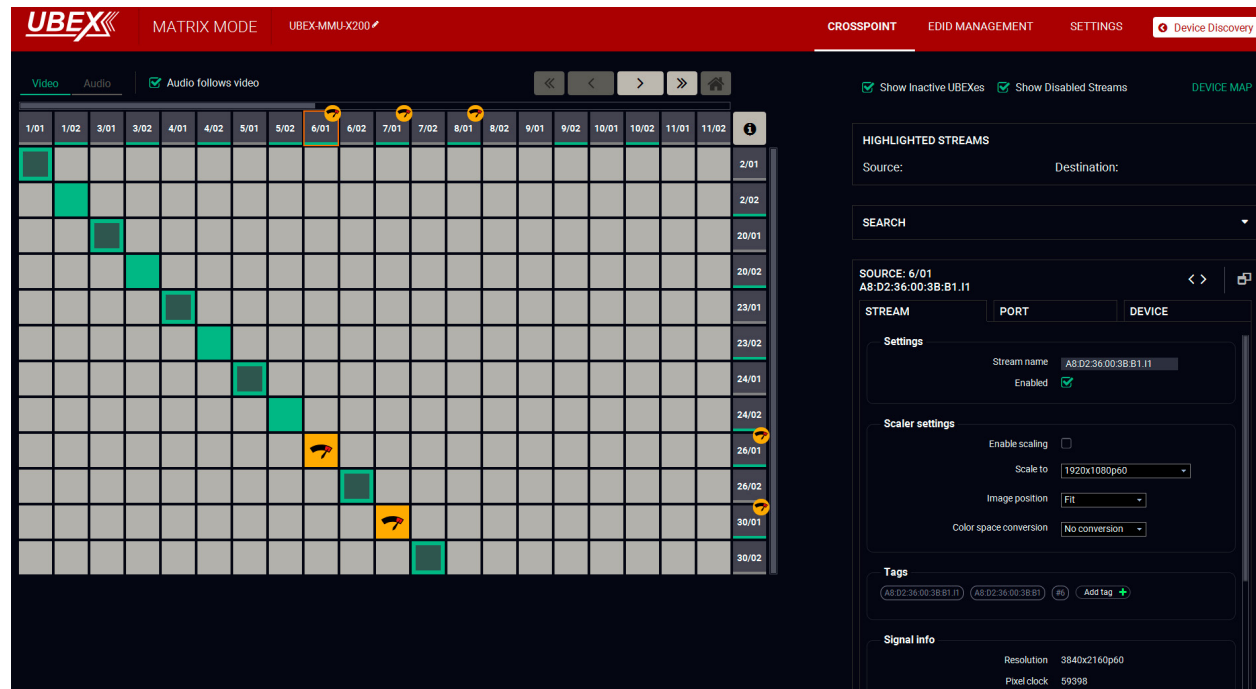 UBEX MATRIX MODE UBEX-MMU-X200 CROSSPOINT EDID MANAGEMENT SETTINGS Device Discovery
Video Audio Audio follows video
1/01 1/02 3/01 3/02 4/01 4/02 5/01 5/02 6/01 6/02 7/01 7/02 8/01 8/02 9/01 9/02 10/01 10/02 11/01 11/02
2/01
2/02
20/01
20/02
23/01
23/02
24/01
24/02
26/01
26/02
30/01
30/02
Show Inactive UBEXes Show Disabled Streams DEVICE MAP
HIGHLIGHTED STREAMS
Source: Destination:
SEARCH
SOURCE: 6/01
A8:D2:36:00:3B:B1.I1
STREAM PORT DEVICE
Settings
Stream name A8:D2:36:00:3B:B1.I1
Enabled
Scaler settings
Enable scaling
Scale to 1920x1080p60
Image position Fit
Color space conversion No conversion
Tags
A8:D2:36:00:3B:B1.I1 A8:D2:36:00:3B:B1 #6 Add tag +
Signal info
Resolution 3840x2160p60
Pixel clock 59398